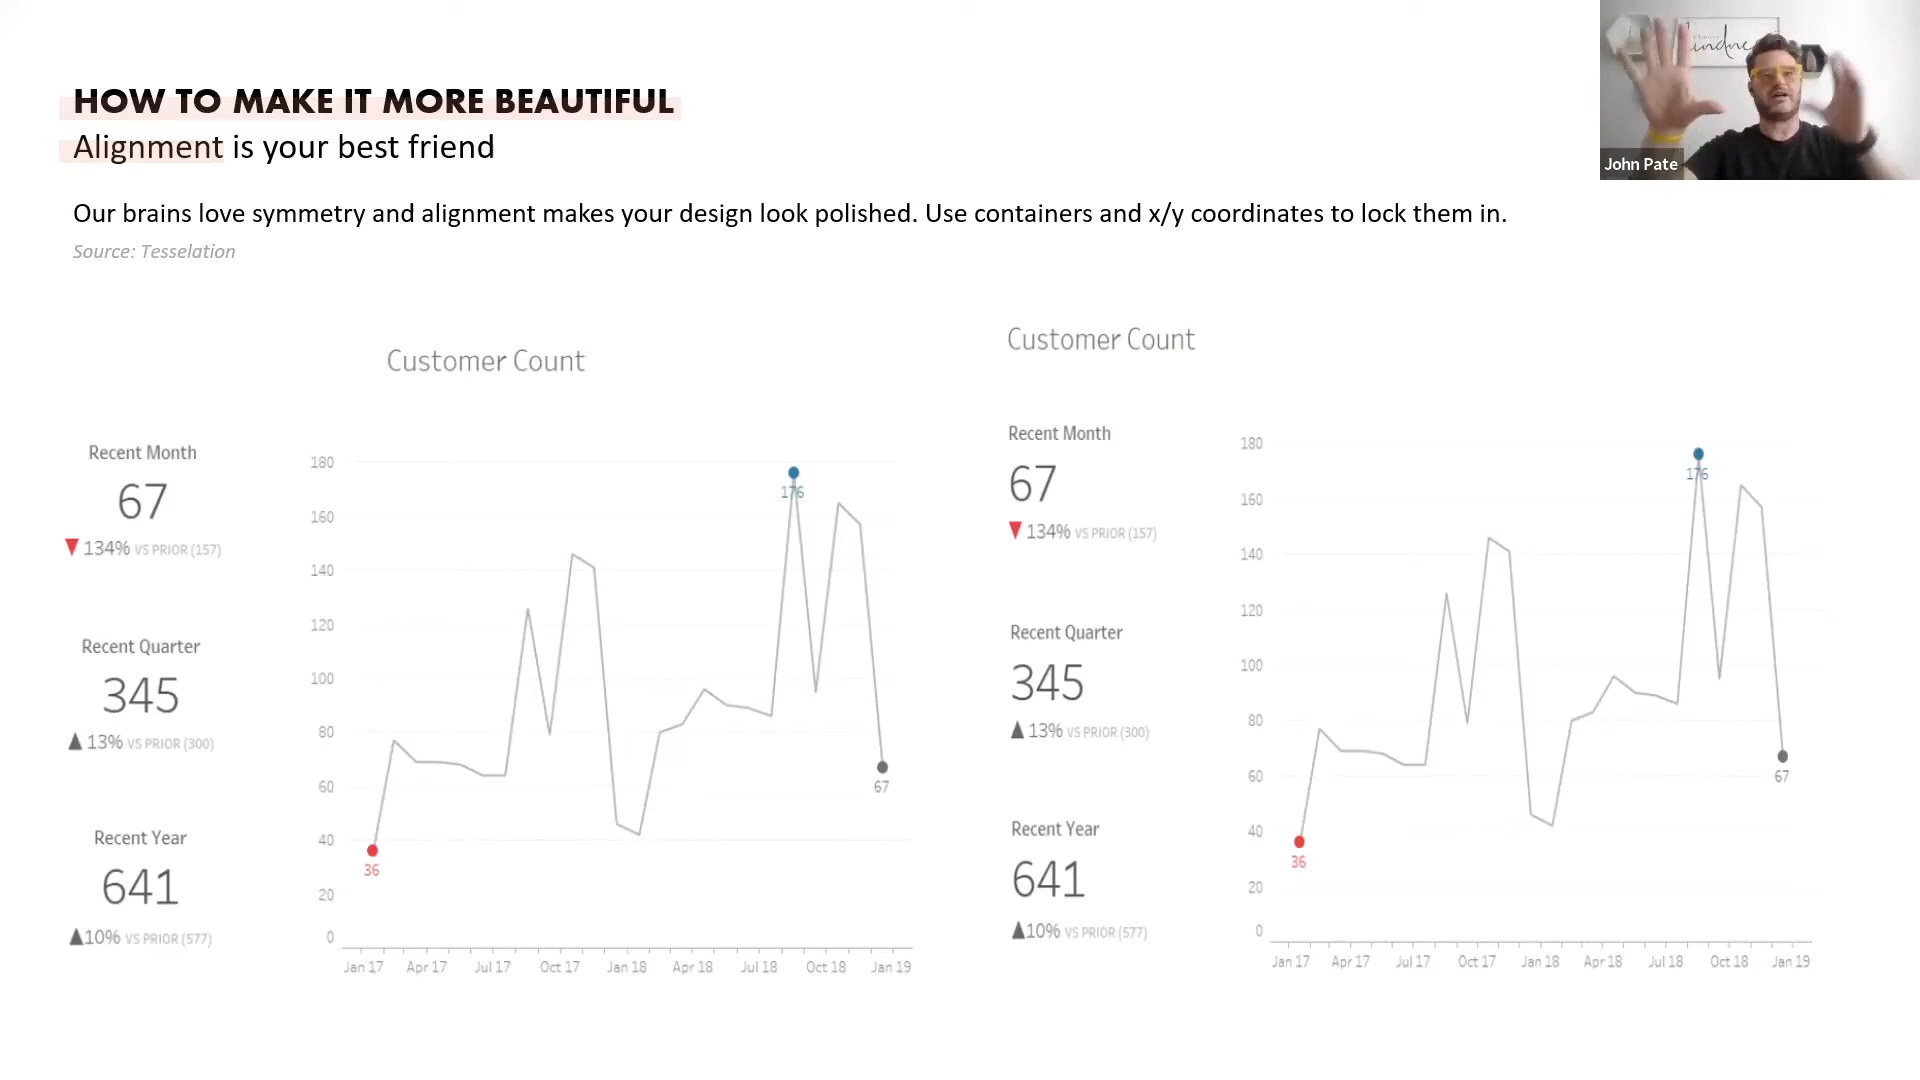 HOW TO MAKE IT MORE BEAUTIFUL
Alignment is your best friend
Our brains love symmetry and alignment makes your design look polished. Use containers and x/y coordinates to lock them in.
Source: Tesselation
John Pate
Customer Count
Recent Month
67
▼ 134% VS PRIOR (157)
Recent Quarter
345
▲ 13% VS PRIOR (300)
Recent Year
641
▲10% VS PRIOR (577)
180
160
140
120
100
80
60
40
20
0
176
67
36
Jan 17 Apr 17 Jul 17 Oct 17 Jan 18 Apr 18 Jul 18 Oct 18 Jan 19
Customer Count
Recent Month
67
▼ 134% VS PRIOR (157)
Recent Quarter
345
▲ 13% VS PRIOR (300)
Recent Year
641
▲10% VS PRIOR (577)
180
160
140
120
100
80
60
40
20
0
176
67
36
Jan 17 Apr 17 Jul 17 Oct 17 Jan 18 Apr 18 Jul 18 Oct 18 Jan 19